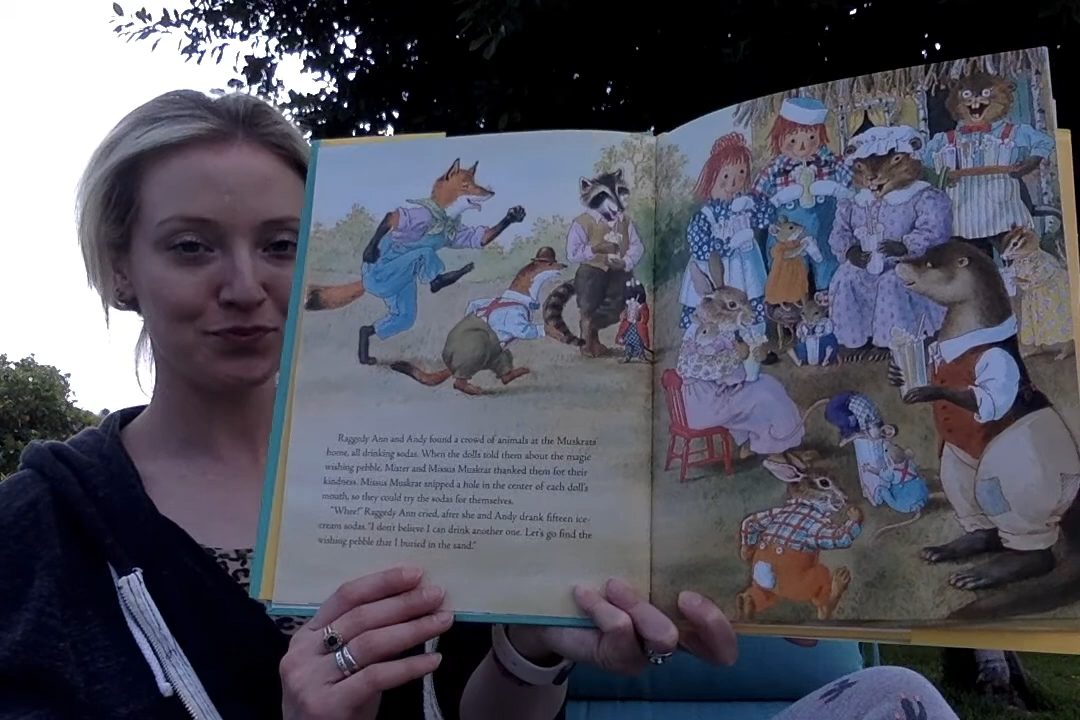 Raggedy Ann and Andy found a crowd of animals at the Muskrats'
home, all drinking sodas. When the dolls told them about the magic
wishing pebble, Mister and Missus Muskrat thanked them for their
kindness. Missus Muskrat snipped a hole in the center of each doll's
mouth, so they could try the sodas for themselves.
"Whee!" Raggedy Ann cried, after she and Andy drank fifteen ice-
cream sodas. "I don't believe I can drink another one. Let's go find the
wishing pebble that I buried in the sand."